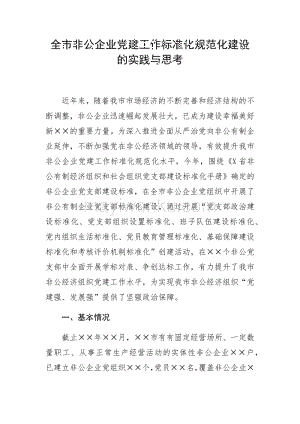 全市非公企业党建工作标准化规范化建设
的实践与思考
近年来，随着我市市场经济的不断完善和经济结构的不
断调整，非公企业迅速崛起发展壮大，已成为建设幸福美好
新××的重要力量。为深入推进全面从严治党向非公有制企
业延伸，不断加强党在非公经济领域的领导，有效提升我市
非公企业党建工作标准化规范化水平。今年，围绕《X省非
公有制经济组织和社会组织党支部建设标准化手册》确定的
非公企业党支部建设标准，在全市非公企业党组织中开展了
非公企业党支部标准化建设，通过开展“党支部政治建设
标准化、党支部组织设置标准化、班子队伍建设标准化、
党内组织生活标准化、党员教育管理标准化、基础保障建设
标准化和考核评价机制标准化”创建活动，在××个非公企业
党支部中全面开展学标对表、争创达标工作，有力提升了我市
非公企业党建工作水平，为实现我市非公企业党组织“党
建强、发展强”提供了坚强政治保障。
一、基本情况
截止××年××月，××市有固定经营场所、一定数
量职工、从事正常生产经营活动的实体性非公企业××户，
已建立非公企业党组织××个，党员××名，覆盖非公企业×